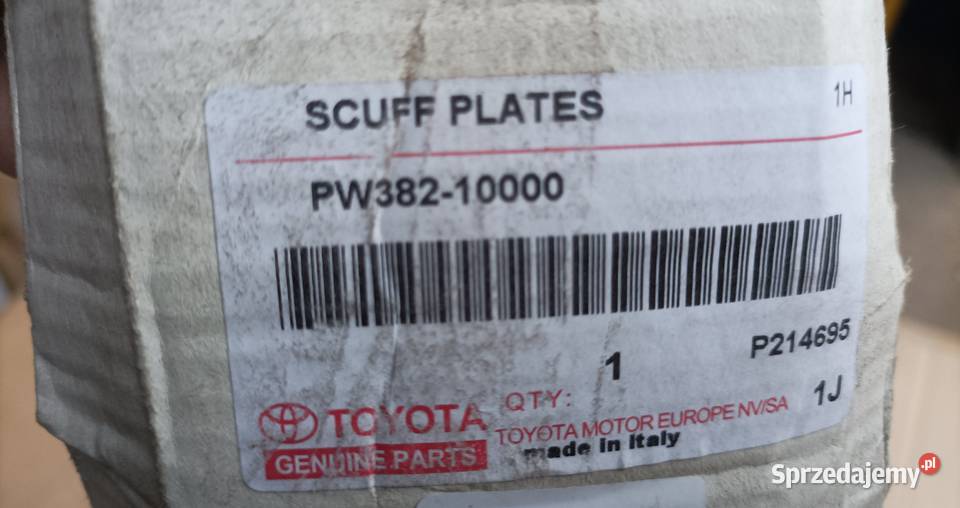 SCUFF PLATES
1H
PW382-10000
P214695
1
QTY:
1J
TOYOTA
TOYOTA MOTOR EUROPE NV/SA
made in Italy
GENUINE PARTS
Sprzedajemy.pl